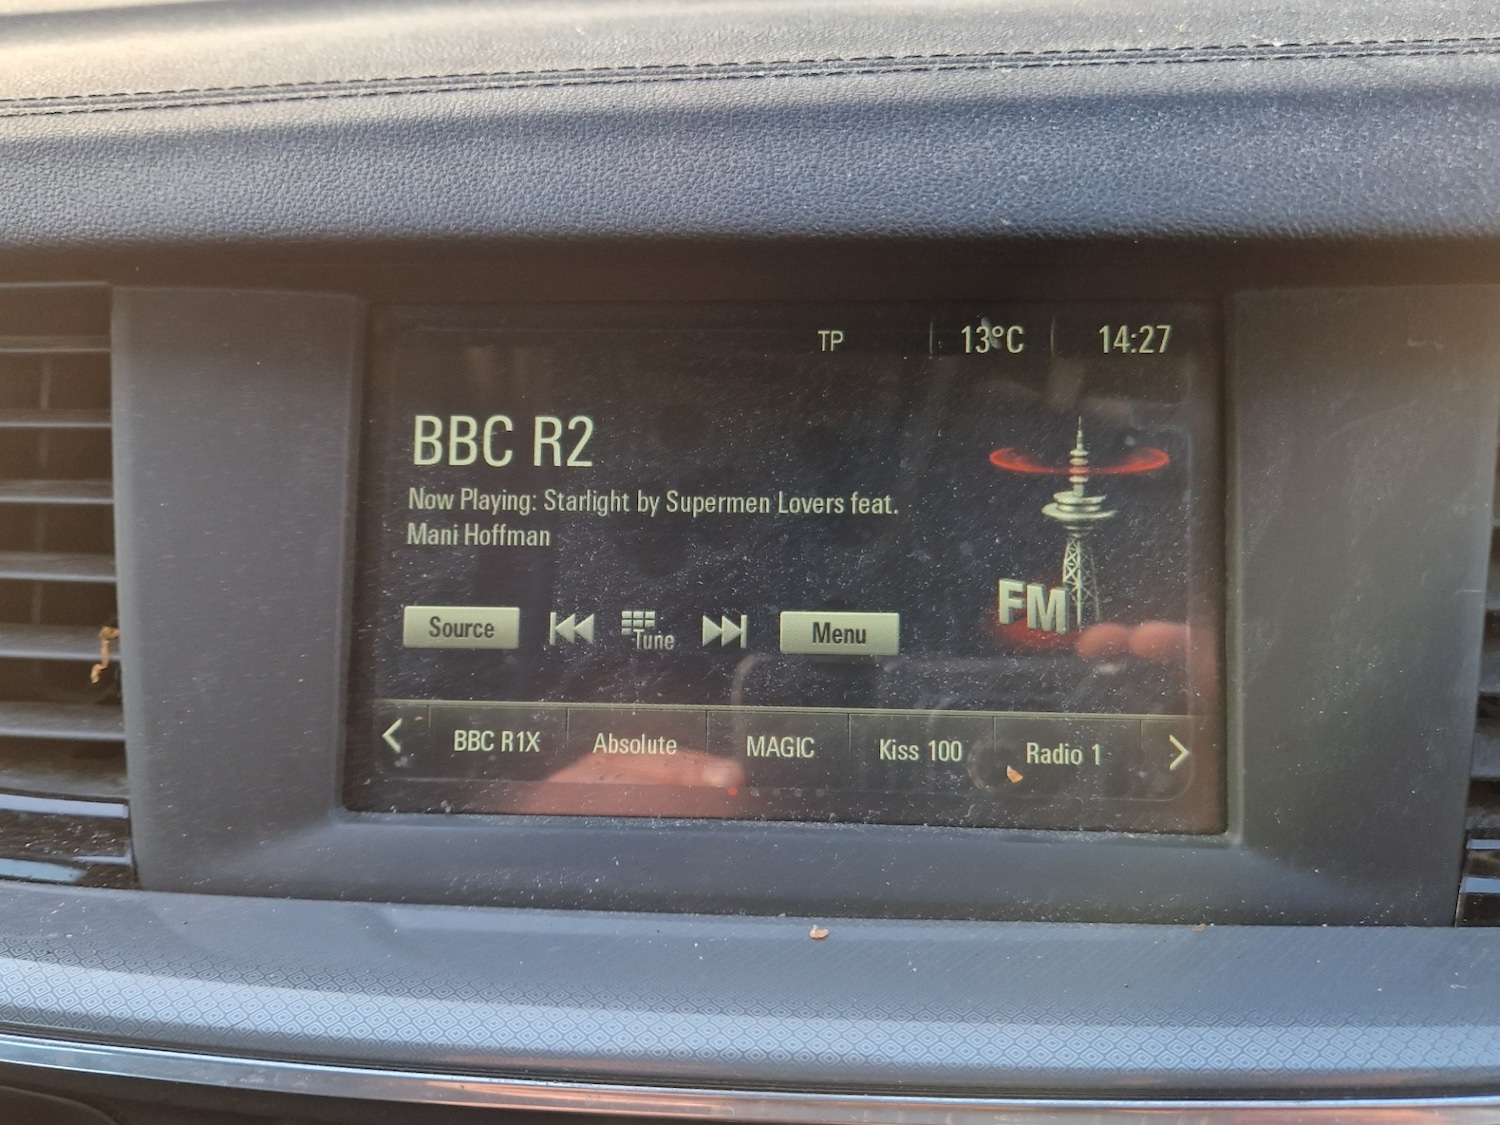 TP 13°C 14:27
BBC R2
Now Playing: Starlight by Supermen Lovers feat.
Mani Hoffman
FM
Source Tune Menu
BBC R1X Absolute MAGIC Kiss 100 Radio 1